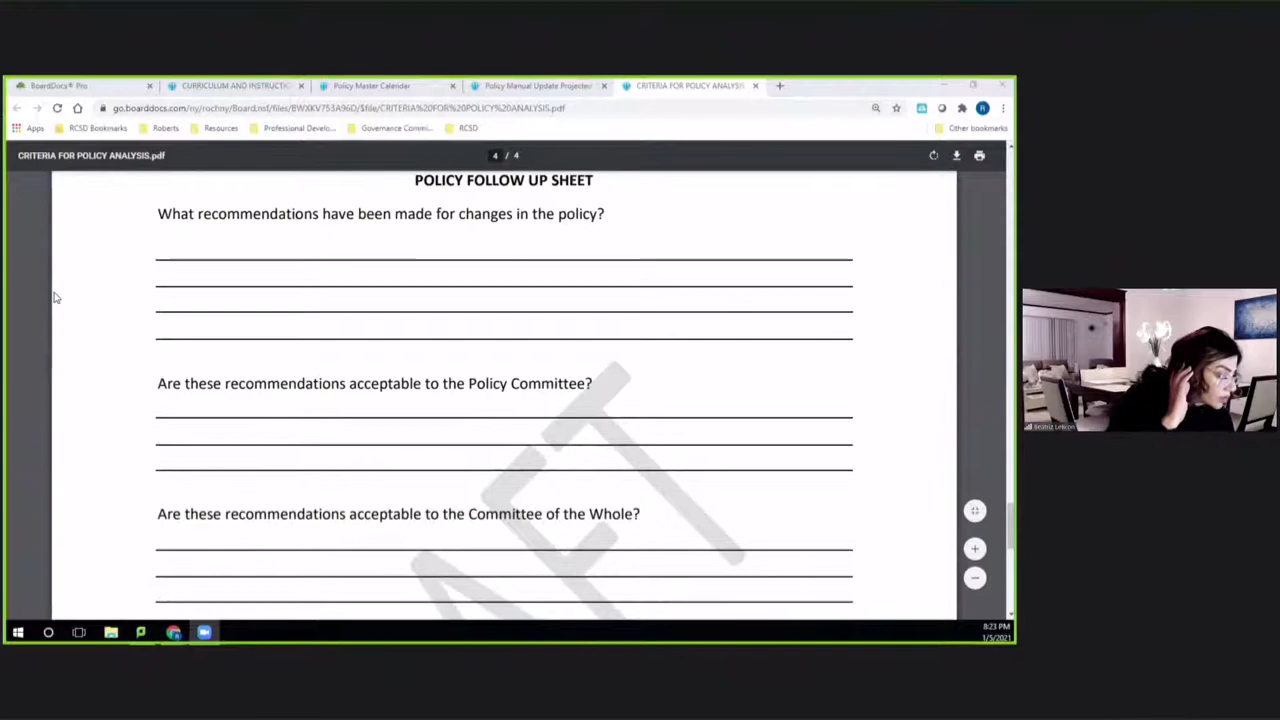 BoardDocs® Pro
CURRICULUM AND INSTRUCTI
Policy Master Calendar
Policy Manual Update Projected
CRITERIA FOR POLICY ANALYSIS
go.boarddocs.com/ny/rochny/Board.nsf/files/BWXKV753A96D/$file/CRITERIA%20FOR%20POLICY%20ANALYSIS.pdf
Apps
RCSD Bookmarks
Roberts
Resources
Professional Develo...
Governance Commi...
RCSD
Other bookmarks
CRITERIA FOR POLICY ANALYSIS.pdf
4 / 4
POLICY FOLLOW UP SHEET
What recommendations have been made for changes in the policy?
Are these recommendations acceptable to the Policy Committee?
Are these recommendations acceptable to the Committee of the Whole?
AFT
Beatriz LeBron
8:23 PM
1/5/2021